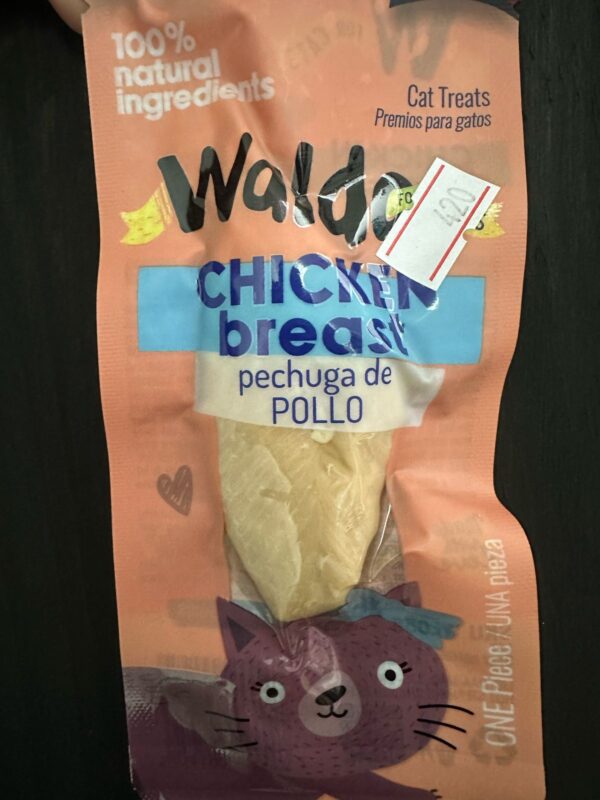 100%
natural
ingredients
Cat Treats
Premios para gatos
Waldo
FO
420
S
CHICKEN
breast
pechuga de
POLLO
ONE Piece / UNA pieza